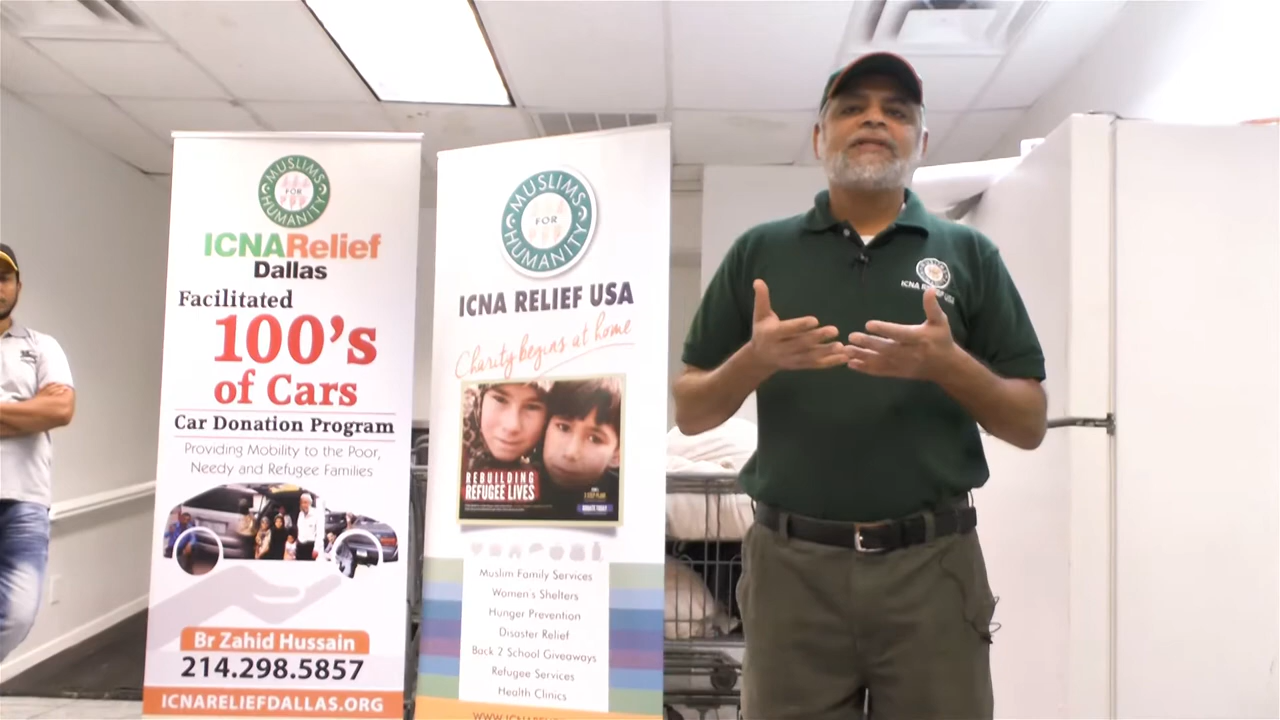 MUSLIMS
FOR
HUMANITY
ICNARelief
Dallas
Facilitated
100's
of Cars
Car Donation Program
Providing Mobility to the Poor,
Needy and Refugee Families
Br Zahid Hussain
214.298.5857
ICNARELIEFDALLAS.ORG
MUSLIMS
FOR
HUMANITY
ICNA RELIEF USA
Charity begins at home
REBUILDING
REFUGEE LIVES
DONATE TODAY
Muslim Family Services
Women's Shelters
Hunger Prevention
Disaster Relief
Back 2 School Giveaways
Refugee Services
Health Clinics
MUSLIMS
ICNA RELIEF USA